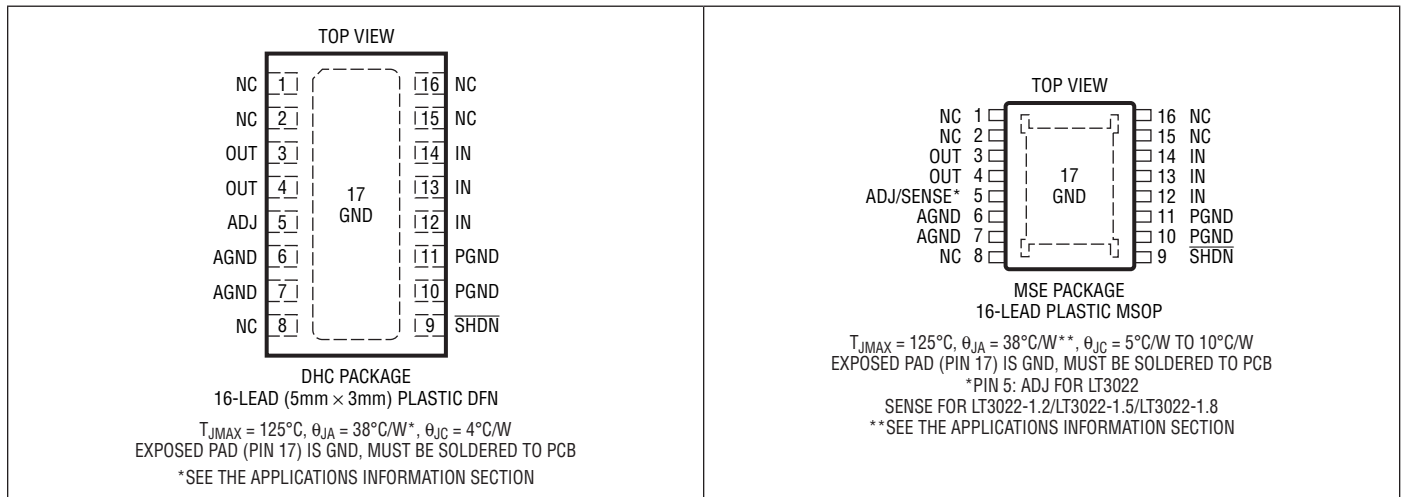 TOP VIEW
NC 1 16 NC
NC 2 15 NC
OUT 3 14 IN
OUT 4 13 IN
ADJ 5 12 IN
AGND 6 11 PGND
AGND 7 10 PGND
NC 8 9 SHDN
17
GND
DHC PACKAGE
16-LEAD (5mm × 3mm) PLASTIC DFN
TJMAX = 125°C, θJA = 38°C/W*, θJC = 4°C/W
EXPOSED PAD (PIN 17) IS GND, MUST BE SOLDERED TO PCB
*SEE THE APPLICATIONS INFORMATION SECTION
TOP VIEW
NC 1 16 NC
NC 2 15 NC
OUT 3 14 IN
OUT 4 13 IN
ADJ/SENSE* 5 12 IN
AGND 6 11 PGND
AGND 7 10 PGND
NC 8 9 SHDN
17
GND
MSE PACKAGE
16-LEAD PLASTIC MSOP
TJMAX = 125°C, θJA = 38°C/W**, θJC = 5°C/W TO 10°C/W
EXPOSED PAD (PIN 17) IS GND, MUST BE SOLDERED TO PCB
*PIN 5: ADJ FOR LT3022
SENSE FOR LT3022-1.2/LT3022-1.5/LT3022-1.8
**SEE THE APPLICATIONS INFORMATION SECTION